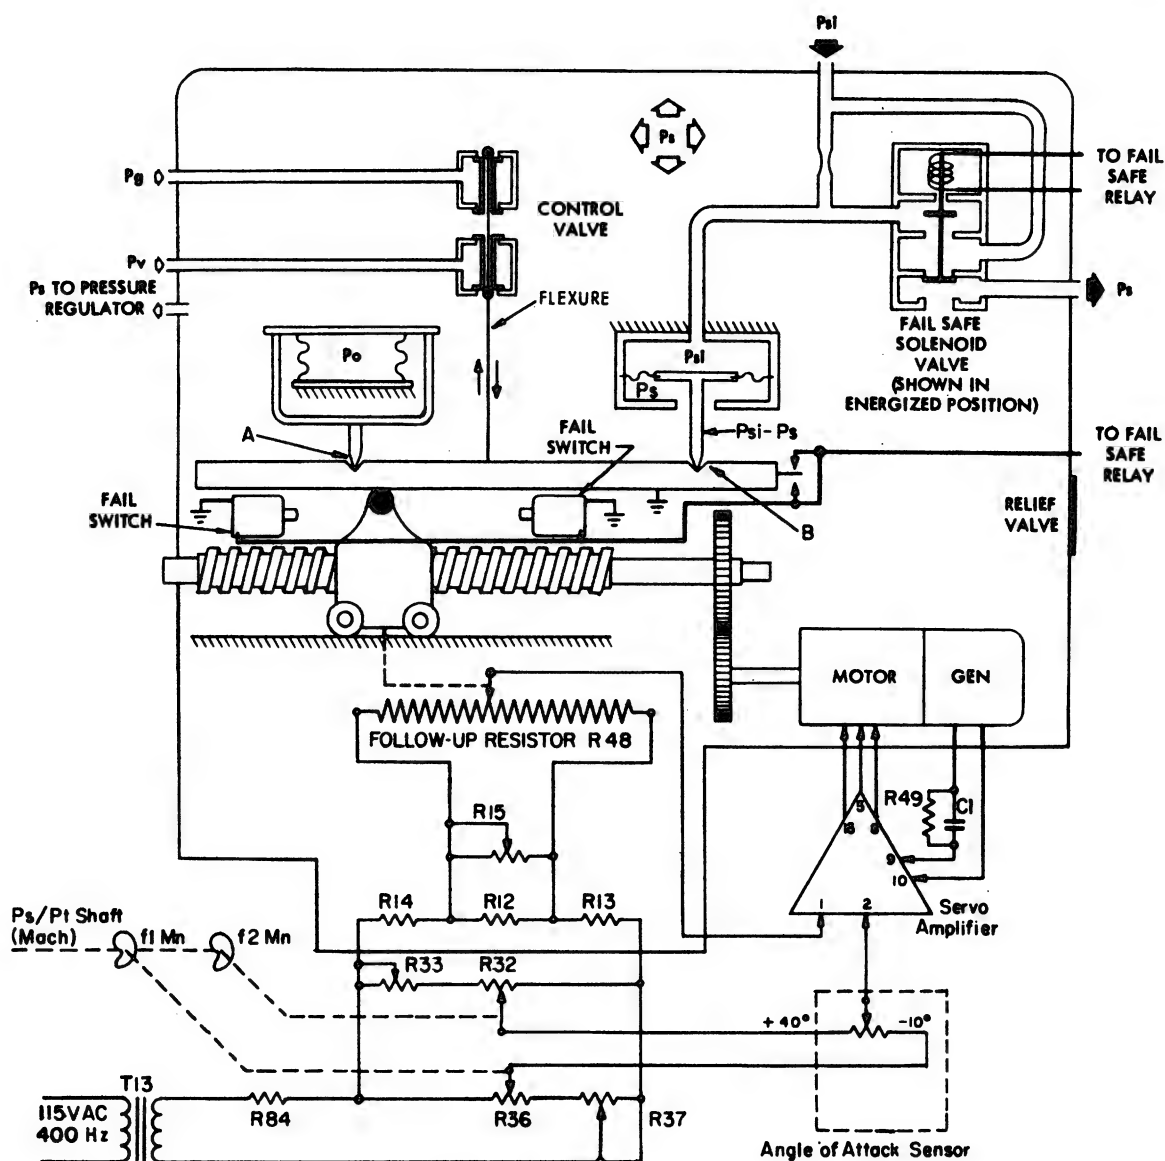 Psi
Ps
TO FAIL
SAFE
RELAY
Pg
CONTROL
VALVE
Pv
Ps TO PRESSURE
REGULATOR
FLEXURE
Ps
FAIL SAFE
SOLENOID
VALVE
(SHOWN IN
ENERGIZED POSITION)
Po
Psi
Ps
A
FAIL
SWITCH
Psi-Ps
TO FAIL
SAFE
RELAY
FAIL
SWITCH
B
RELIEF
VALVE
MOTOR
GEN
FOLLOW-UP RESISTOR R48
R15
R49
C1
5
18
8
9
10
R14
R12
R13
1
2
Servo
Amplifier
Ps/Pt Shaft
(Mach)
f1 Mn
f2 Mn
R33
R32
+40°
-10°
T13
115VAC
400 Hz
R84
R36
R37
Angle of Attack Sensor